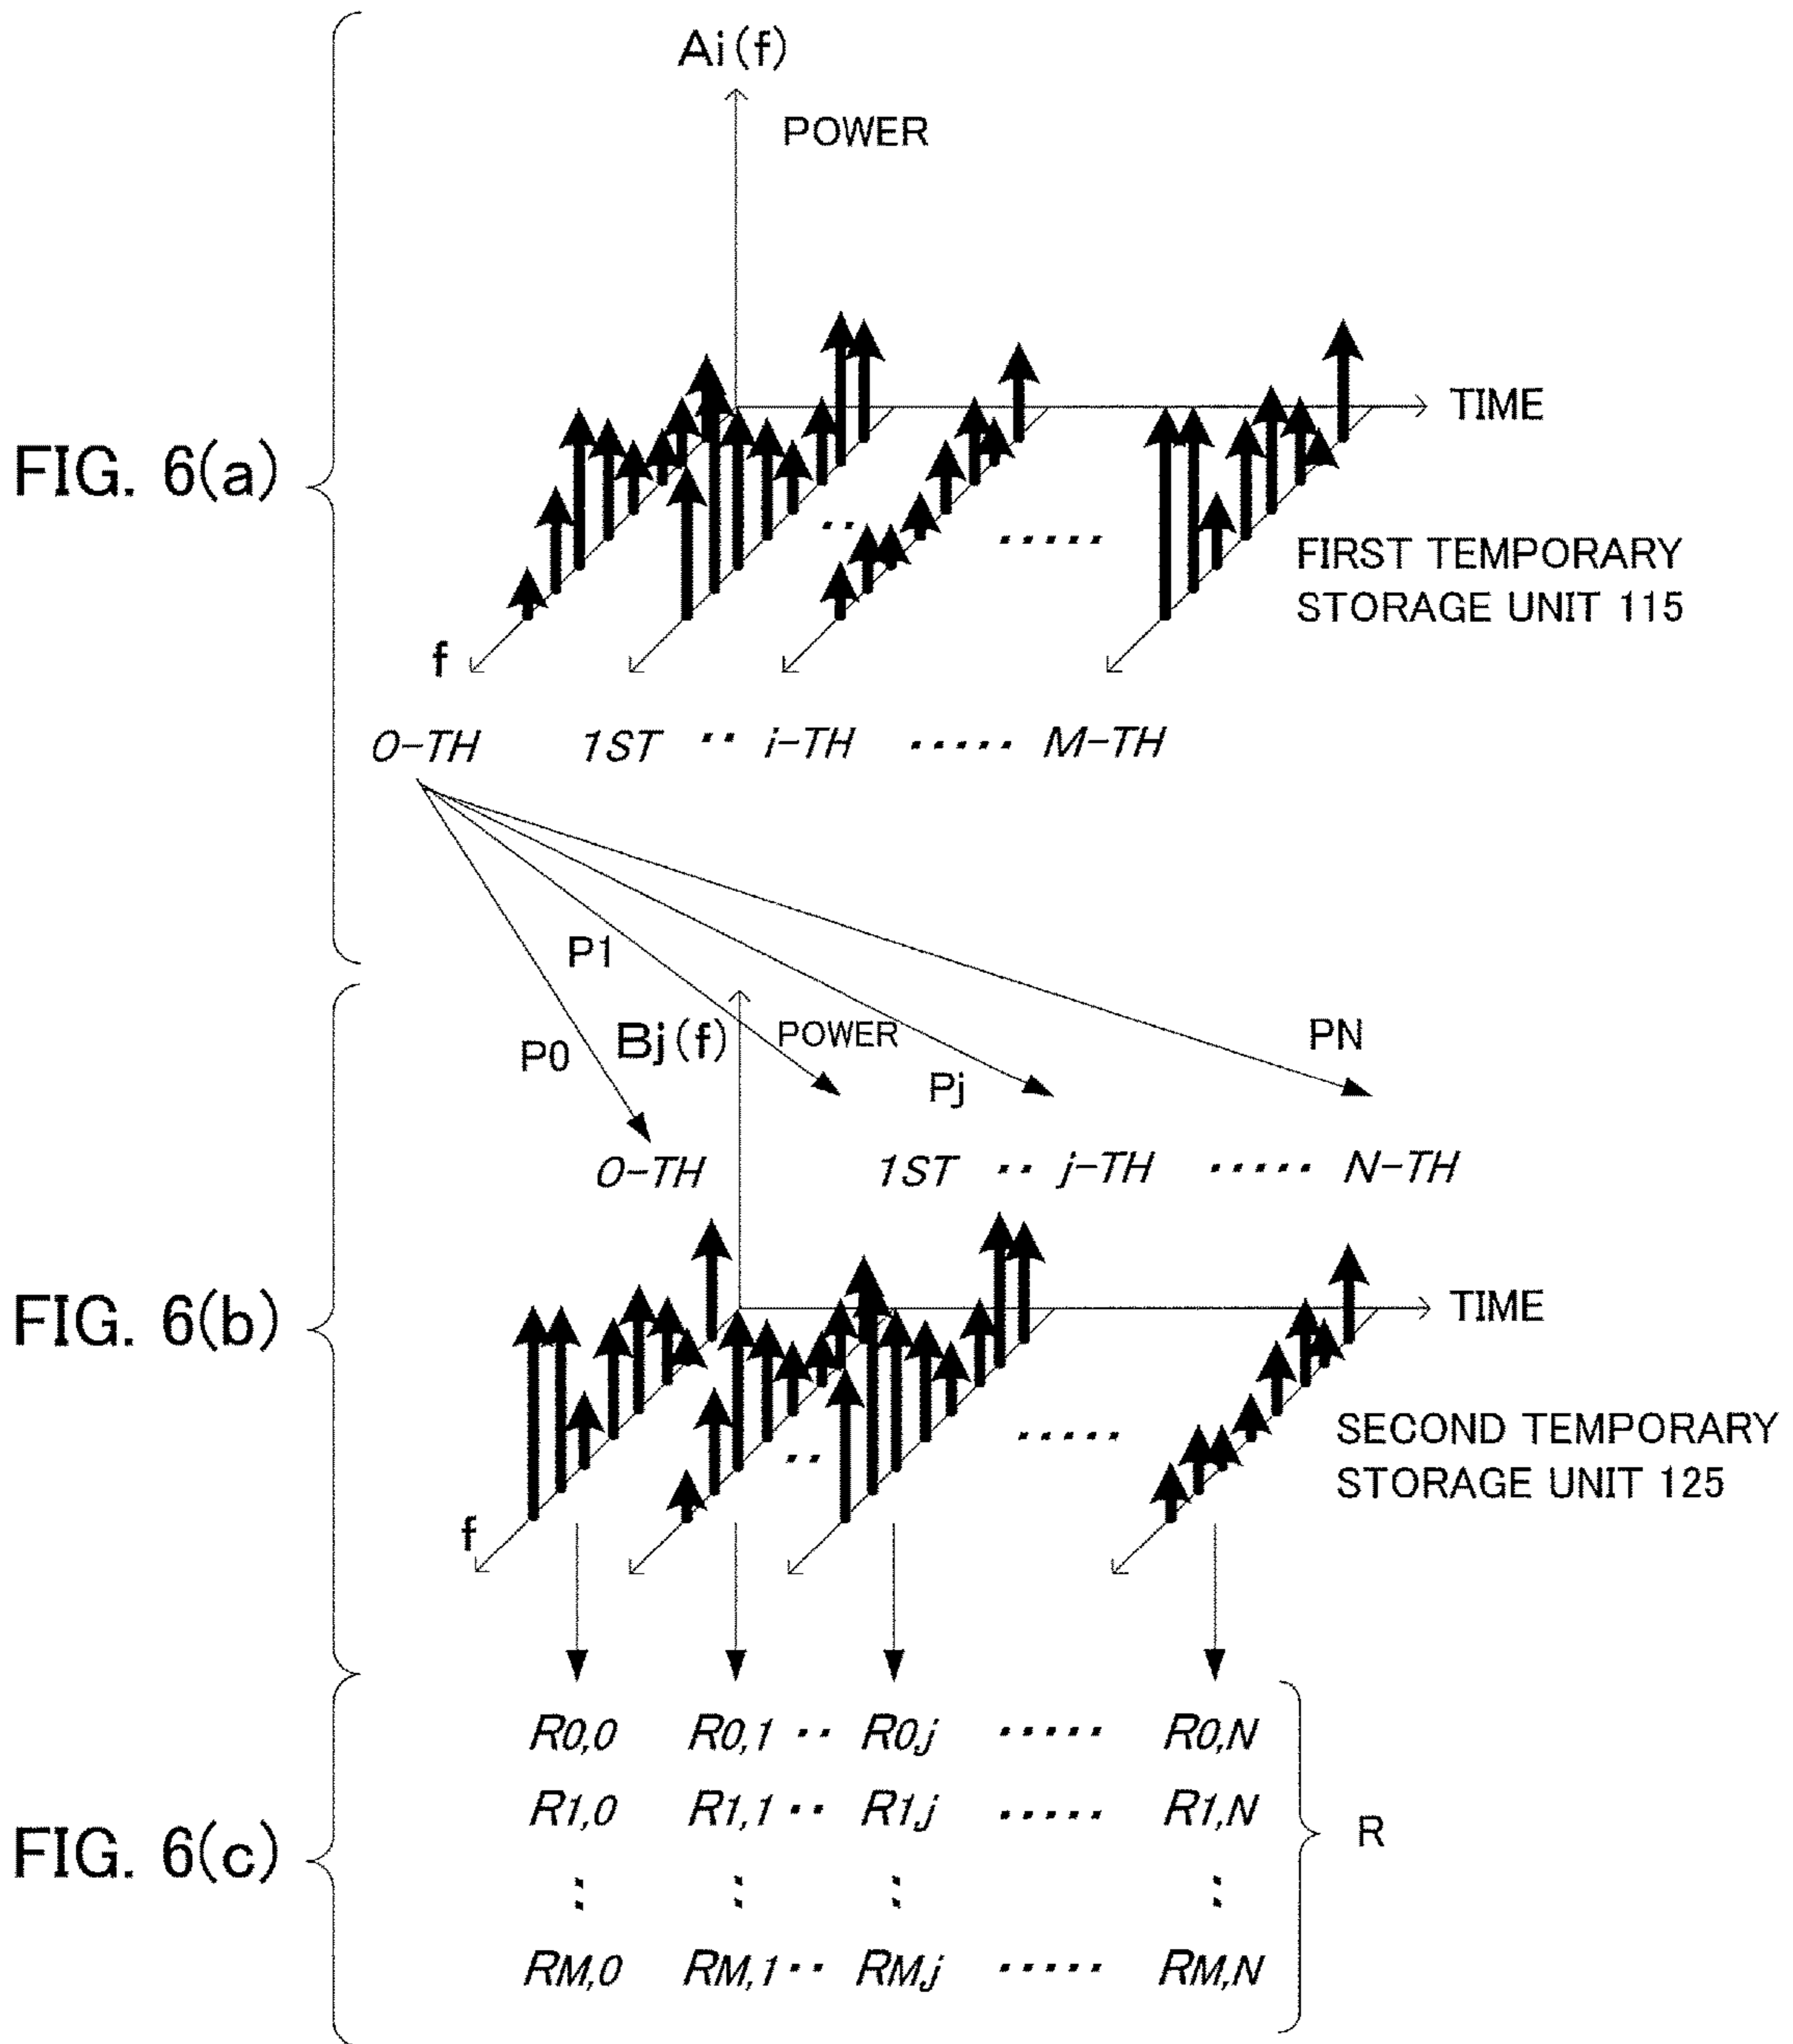 Ai(f)
POWER
TIME
FIG. 6(a)
FIRST TEMPORARY
STORAGE UNIT 115
f
0-TH 1ST ‥ i-TH ····· M-TH
P1
P0
Bj(f)
POWER
Pj
PN
0-TH 1ST ‥ j-TH ····· N-TH
FIG. 6(b)
TIME
SECOND TEMPORARY
STORAGE UNIT 125
f
R0,0 R0,1 ‥ R0,j ····· R0,N
R1,0 R1,1 ‥ R1,j ····· R1,N
R
FIG. 6(c)
: : : :
RM,0 RM,1 ‥ RM,j ····· RM,N